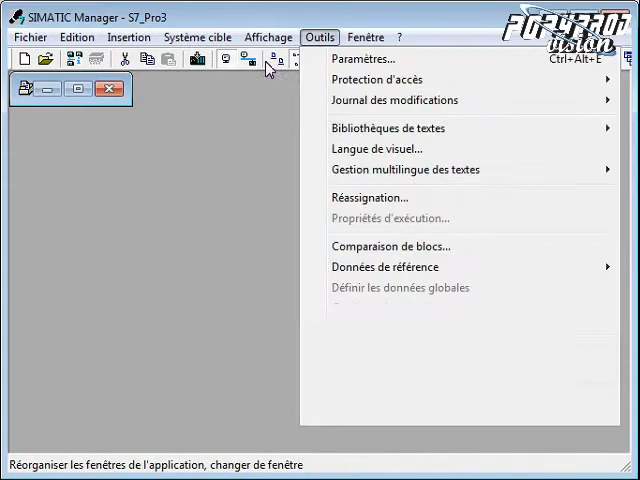 SIMATIC Manager - S7_Pro3
Fichier Edition Insertion Système cible Affichage Outils Fenêtre ?
Paramètres... Ctrl+Alt+E
Protection d'accès
Journal des modifications
Bibliothèques de textes
Langue de visuel...
Gestion multilingue des textes
Réassignation...
Propriétés d'exécution...
Comparaison de blocs...
Données de référence
Définir les données globales
Réorganiser les fenêtres de l'application, changer de fenêtre